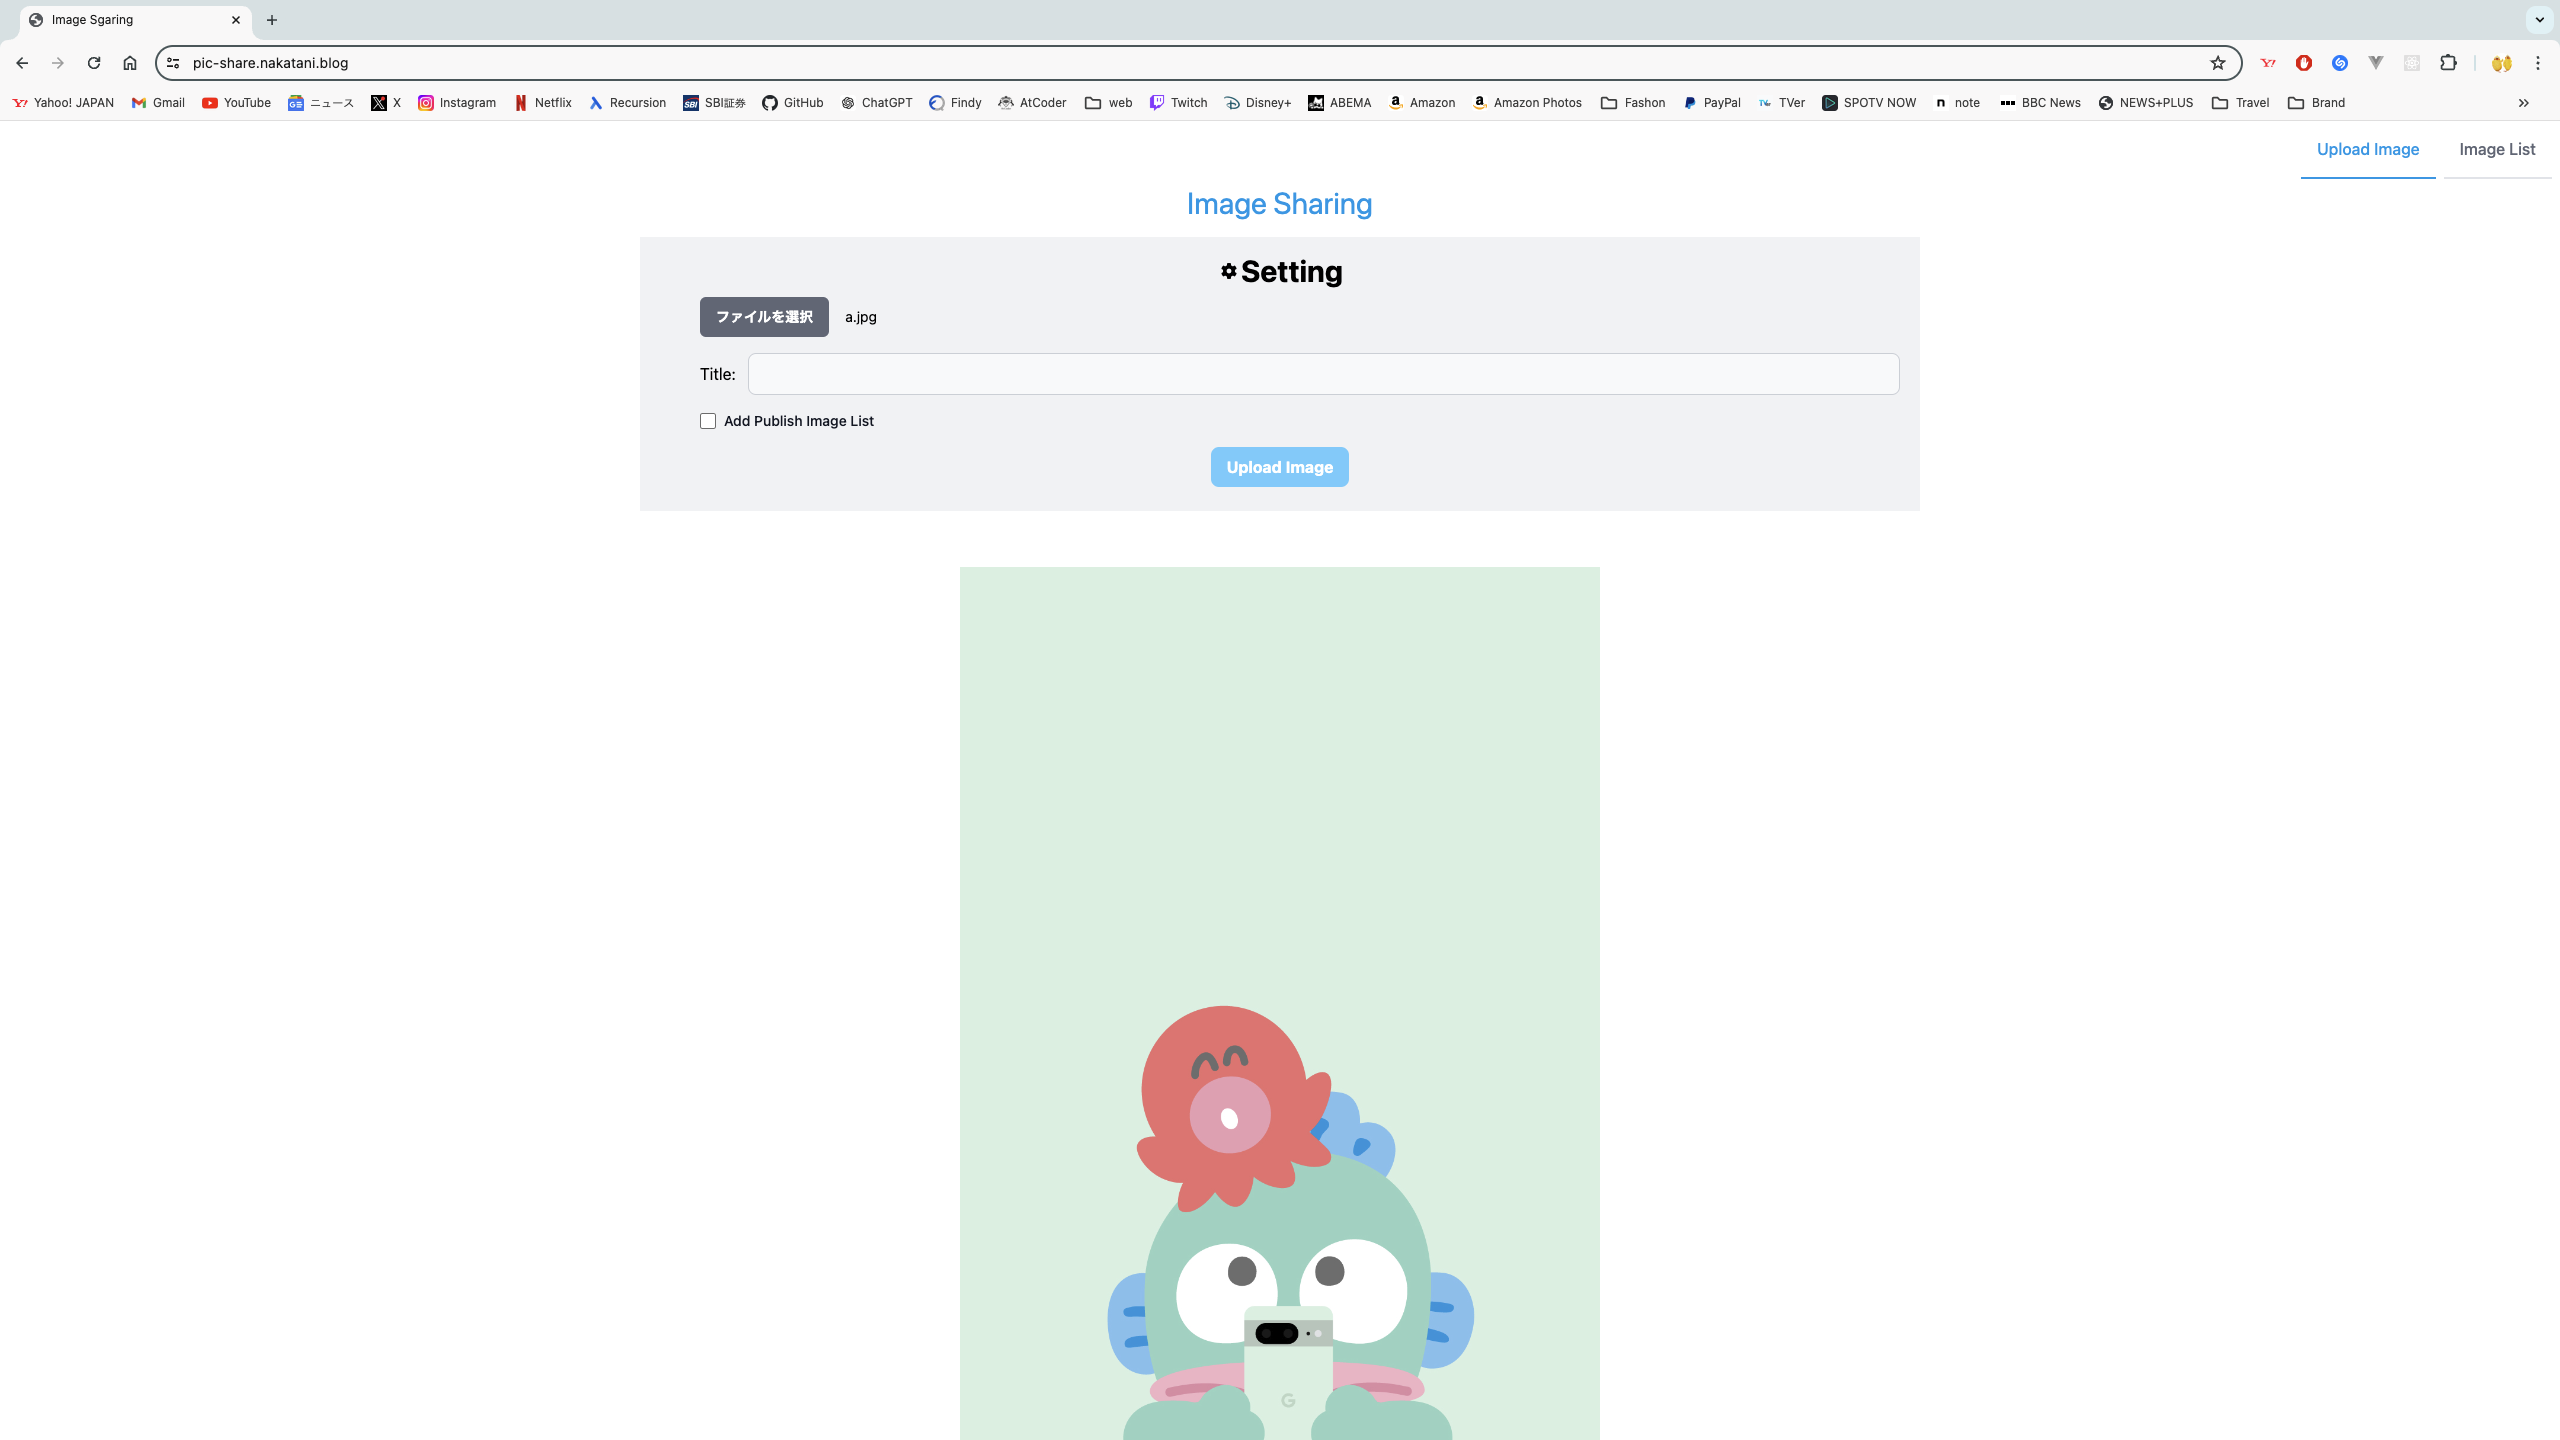 Image Sgaring
pic-share.nakatani.blog
Yahoo! JAPAN Gmail YouTube ニュース X Instagram Netflix Recursion SBI証券 GitHub ChatGPT Findy AtCoder web Twitch Disney+ ABEMA Amazon Amazon Photos Fashon PayPal TVer SPOTV NOW note BBC News NEWS+PLUS Travel Brand
Upload Image Image List
Image Sharing
Setting
ファイルを選択 a.jpg
Title:
Add Publish Image List
Upload Image
G